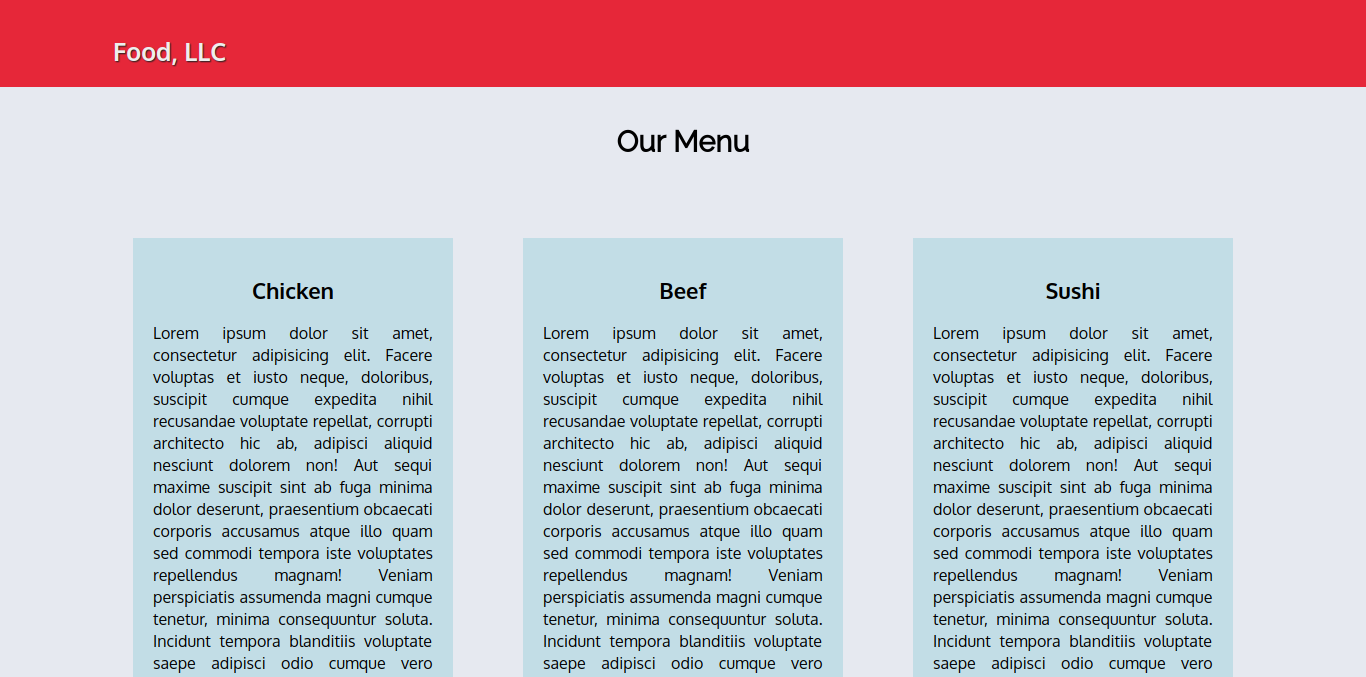 Food, LLC
Our Menu
Chicken
Lorem ipsum dolor sit amet,
consectetur adipisicing elit. Facere
voluptas et iusto neque, doloribus,
suscipit cumque expedita nihil
recusandae voluptate repellat, corrupti
architecto hic ab, adipisci aliquid
nesciunt dolorem non! Aut sequi
maxime suscipit sint ab fuga minima
dolor deserunt, praesentium obcaecati
corporis accusamus atque illo quam
sed commodi tempora iste voluptates
repellendus magnam! Veniam
perspiciatis assumenda magni cumque
tenetur, minima consequuntur soluta.
Incidunt tempora blanditiis voluptate
saepe adipisci odio cumque vero
Beef
Lorem ipsum dolor sit amet,
consectetur adipisicing elit. Facere
voluptas et iusto neque, doloribus,
suscipit cumque expedita nihil
recusandae voluptate repellat, corrupti
architecto hic ab, adipisci aliquid
nesciunt dolorem non! Aut sequi
maxime suscipit sint ab fuga minima
dolor deserunt, praesentium obcaecati
corporis accusamus atque illo quam
sed commodi tempora iste voluptates
repellendus magnam! Veniam
perspiciatis assumenda magni cumque
tenetur, minima consequuntur soluta.
Incidunt tempora blanditiis voluptate
saepe adipisci odio cumque vero
Sushi
Lorem ipsum dolor sit amet,
consectetur adipisicing elit. Facere
voluptas et iusto neque, doloribus,
suscipit cumque expedita nihil
recusandae voluptate repellat, corrupti
architecto hic ab, adipisci aliquid
nesciunt dolorem non! Aut sequi
maxime suscipit sint ab fuga minima
dolor deserunt, praesentium obcaecati
corporis accusamus atque illo quam
sed commodi tempora iste voluptates
repellendus magnam! Veniam
perspiciatis assumenda magni cumque
tenetur, minima consequuntur soluta.
Incidunt tempora blanditiis voluptate
saepe adipisci odio cumque vero